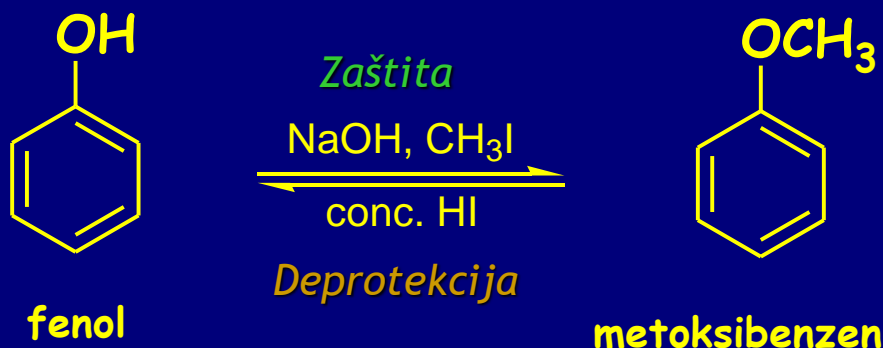 OH
OCH₃
Zaštita
NaOH, CH₃I
conc. HI
Deprotekcija
fenol
metoksibenzen